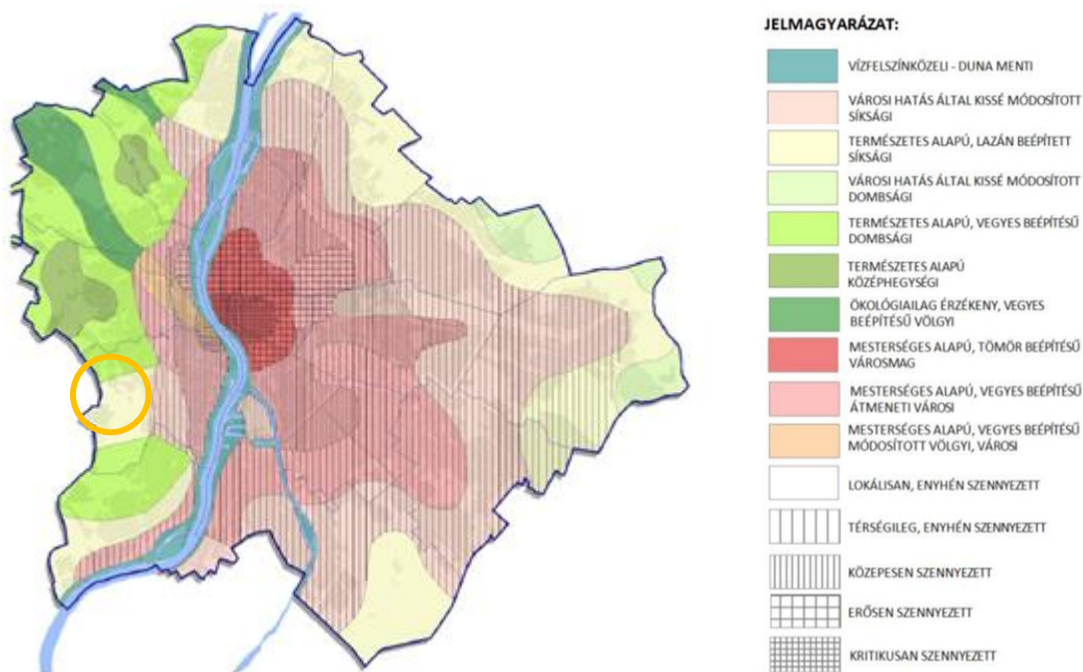 JELMAGYARÁZAT:
VÍZFELSZÍNKÖZELI - DUNA MENTI
VÁROSI HATÁS ÁLTAL KISSÉ MÓDOSÍTOTT
SÍKSÁGI
TERMÉSZETES ALAPÚ, LAZÁN BEÉPÍTETT
SÍKSÁGI
VÁROSI HATÁS ÁLTAL KISSÉ MÓDOSÍTOTT
DOMBSÁGI
TERMÉSZETES ALAPÚ, VEGYES BEÉPÍTÉSŰ
DOMBSÁGI
TERMÉSZETES ALAPÚ
KÖZÉPHEGYSÉGI
ÖKOLÓGIAILAG ÉRZÉKENY, VEGYES
BEÉPÍTÉSŰ VÖLGYI
MESTERSÉGES ALAPÚ, TÖMÖR BEÉPÍTÉSŰ
VÁROSMAG
MESTERSÉGES ALAPÚ, VEGYES BEÉPÍTÉSŰ
ÁTMENETI VÁROSI
MESTERSÉGES ALAPÚ, VEGYES BEÉPÍTÉSŰ
MÓDOSÍTOTT VÖLGYI, VÁROSI
LOKÁLISAN, ENYHÉN SZENNYEZETT
TÉRSÉGILEG, ENYHÉN SZENNYEZETT
KÖZEPESEN SZENNYEZETT
ERŐSEN SZENNYEZETT
KRITIKUSAN SZENNYEZETT